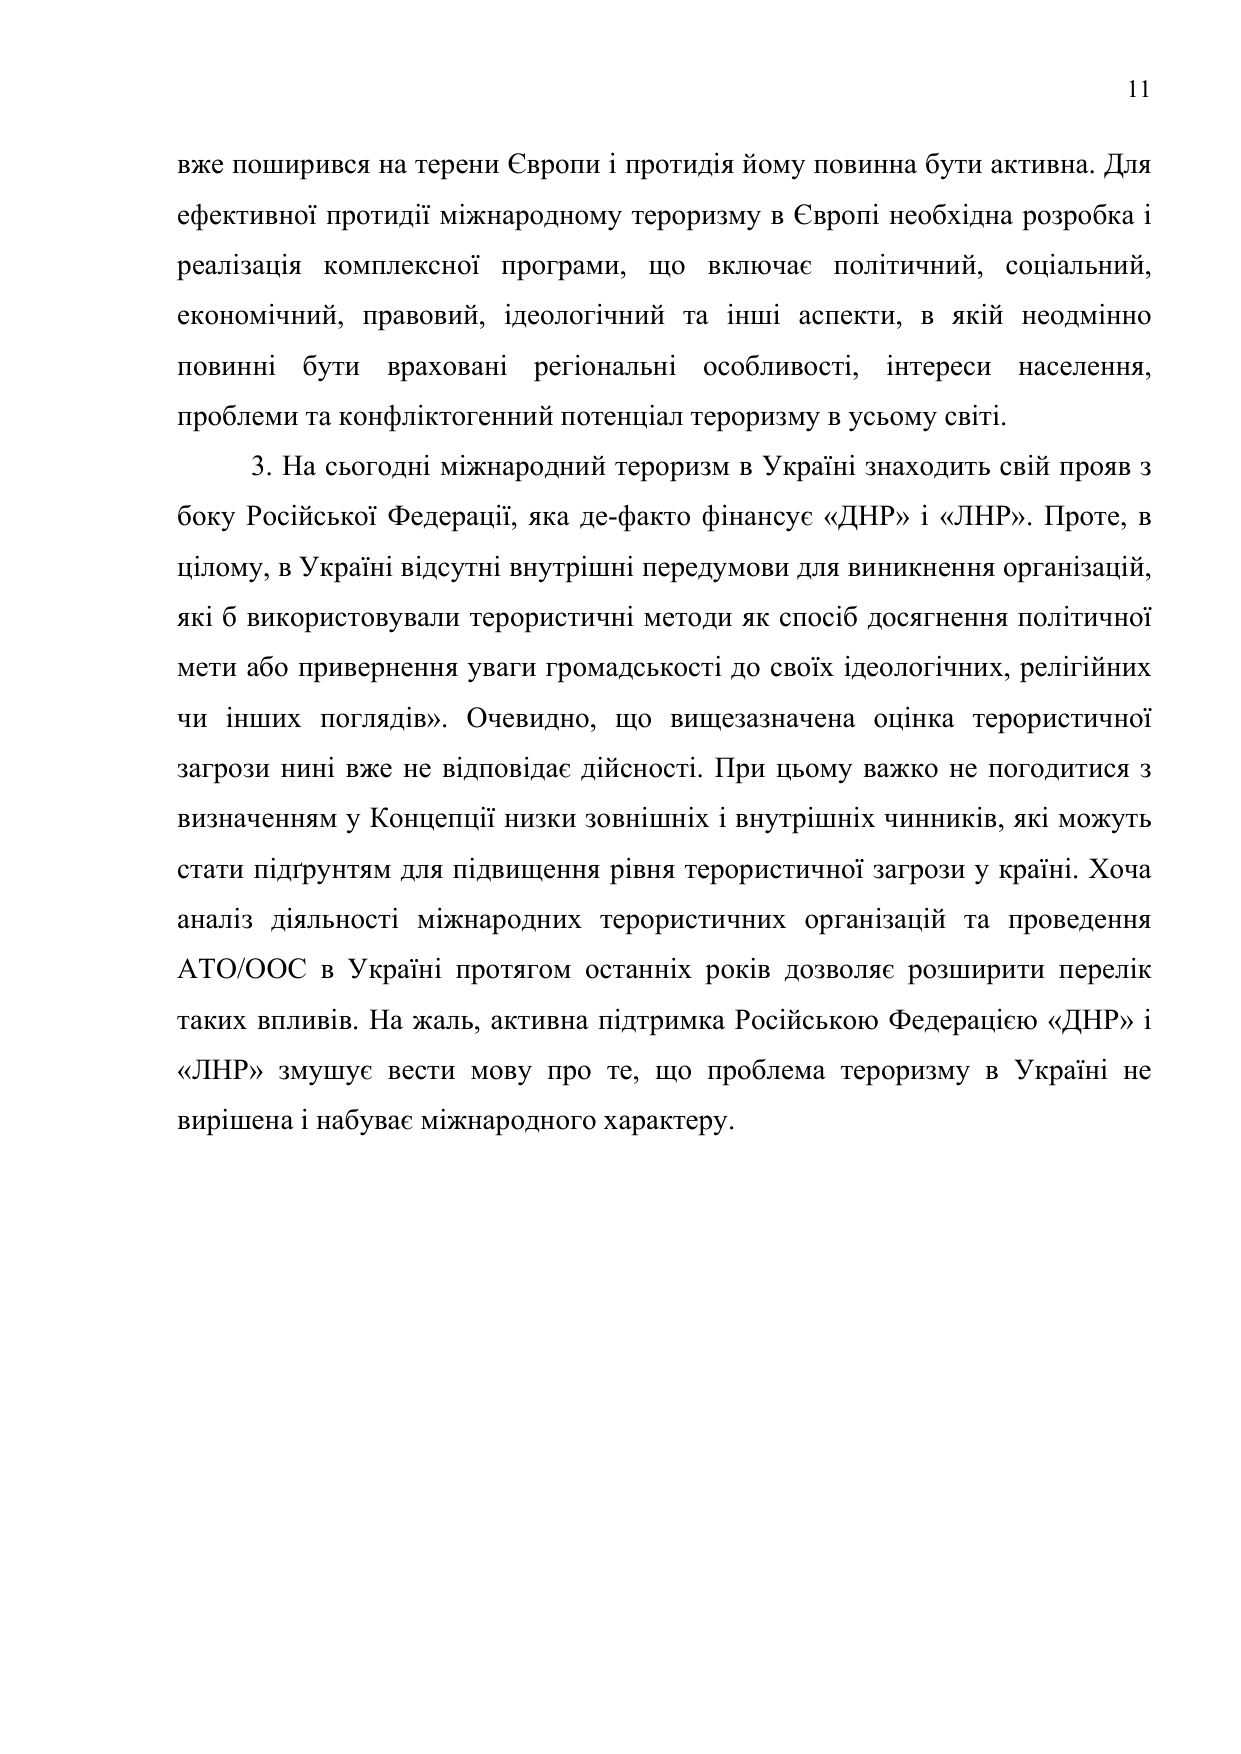 11
вже поширився на терени Європи і протидія йому повинна бути активна. Для
ефективної протидії міжнародному тероризму в Європі необхідна розробка і
реалізація комплексної програми, що включає політичний, соціальний,
економічний, правовий, ідеологічний та інші аспекти, в якій неодмінно
повинні бути враховані регіональні особливості, інтереси населення,
проблеми та конфліктогенний потенціал тероризму в усьому світі.
3. На сьогодні міжнародний тероризм в Україні знаходить свій прояв з
боку Російської Федерації, яка де-факто фінансує «ДНР» і «ЛНР». Проте, в
цілому, в Україні відсутні внутрішні передумови для виникнення організацій,
які б використовували терористичні методи як спосіб досягнення політичної
мети або привернення уваги громадськості до своїх ідеологічних, релігійних
чи інших поглядів». Очевидно, що вищезазначена оцінка терористичної
загрози нині вже не відповідає дійсності. При цьому важко не погодитися з
визначенням у Концепції низки зовнішніх і внутрішніх чинників, які можуть
стати підґрунтям для підвищення рівня терористичної загрози у країні. Хоча
аналіз діяльності міжнародних терористичних організацій та проведення
АТО/ООС в Україні протягом останніх років дозволяє розширити перелік
таких впливів. На жаль, активна підтримка Російською Федерацією «ДНР» і
«ЛНР» змушує вести мову про те, що проблема тероризму в Україні не
вирішена і набуває міжнародного характеру.